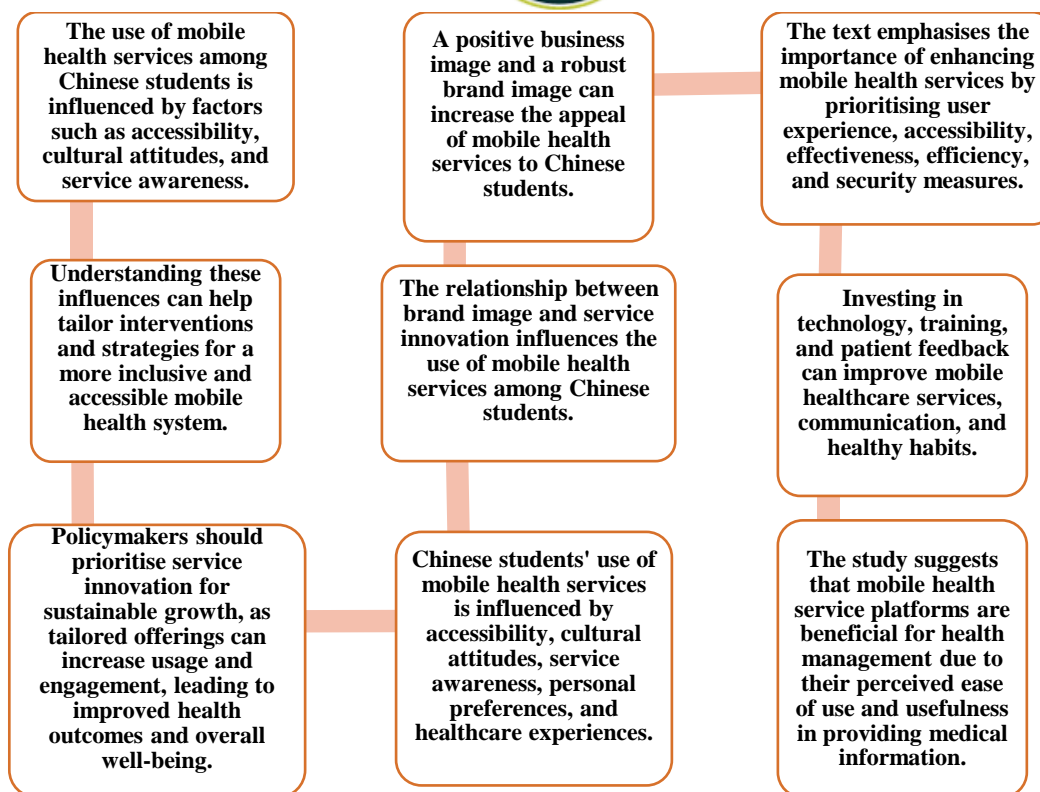 The use of mobile
health services among
Chinese students is
influenced by factors
such as accessibility,
cultural attitudes, and
service awareness.
Understanding these
influences can help
tailor interventions
and strategies for a
more inclusive and
accessible mobile
health system.
Policymakers should
prioritise service
innovation for
sustainable growth, as
tailored offerings can
increase usage and
engagement, leading to
improved health
outcomes and overall
well-being.
Chinese students' use of
mobile health services
is influenced by
accessibility, cultural
attitudes, service
awareness, personal
preferences, and
healthcare experiences.
The relationship between
brand image and service
innovation influences the
use of mobile health
services among Chinese
students.
A positive business
image and a robust
brand image can
increase the appeal
of mobile health
services to Chinese
students.
The text emphasises the
importance of enhancing
mobile health services by
prioritising user
experience, accessibility,
effectiveness, efficiency,
and security measures.
Investing in
technology, training,
and patient feedback
can improve mobile
healthcare services,
communication, and
healthy habits.
The study suggests
that mobile health
service platforms are
beneficial for health
management due to
their perceived ease
of use and usefulness
in providing medical
information.